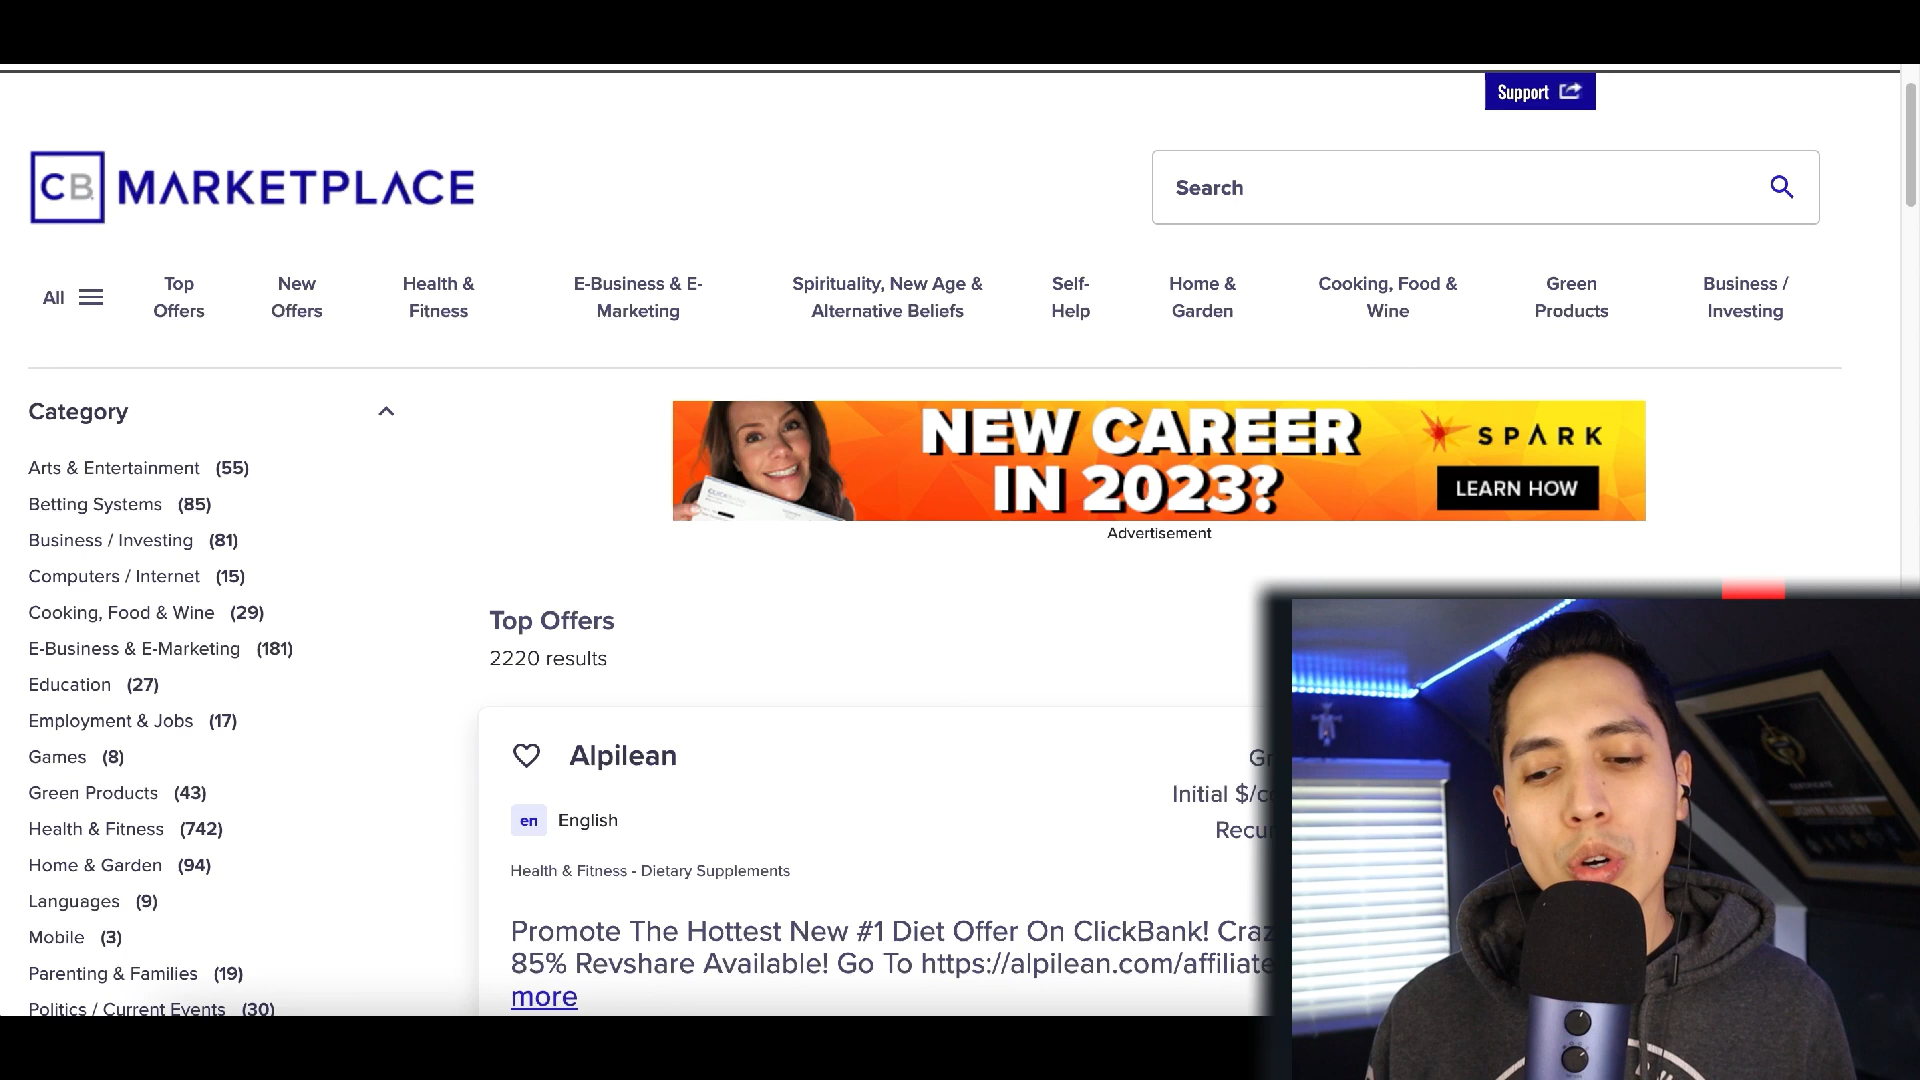 Support
CB. MARKETPLACE
Search
All
Top Offers
New Offers
Health & Fitness
E-Business & E-Marketing
Spirituality, New Age & Alternative Beliefs
Self-Help
Home & Garden
Cooking, Food & Wine
Green Products
Business / Investing
Category
Arts & Entertainment (55)
Betting Systems (85)
Business / Investing (81)
Computers / Internet (15)
Cooking, Food & Wine (29)
E-Business & E-Marketing (181)
Education (27)
Employment & Jobs (17)
Games (8)
Green Products (43)
Health & Fitness (742)
Home & Garden (94)
Languages (9)
Mobile (3)
Parenting & Families (19)
Politics / Current Events (30)
NEW CAREER
IN 2023?
SPARK
LEARN HOW
Advertisement
Top Offers
2220 results
Alpilean
Initial $/c
Recur
en English
Health & Fitness - Dietary Supplements
Promote The Hottest New #1 Diet Offer On ClickBank! Craz
85% Revshare Available! Go To https://alpilean.com/affiliate
more
CERTIFICATE
JOHN RUBEN